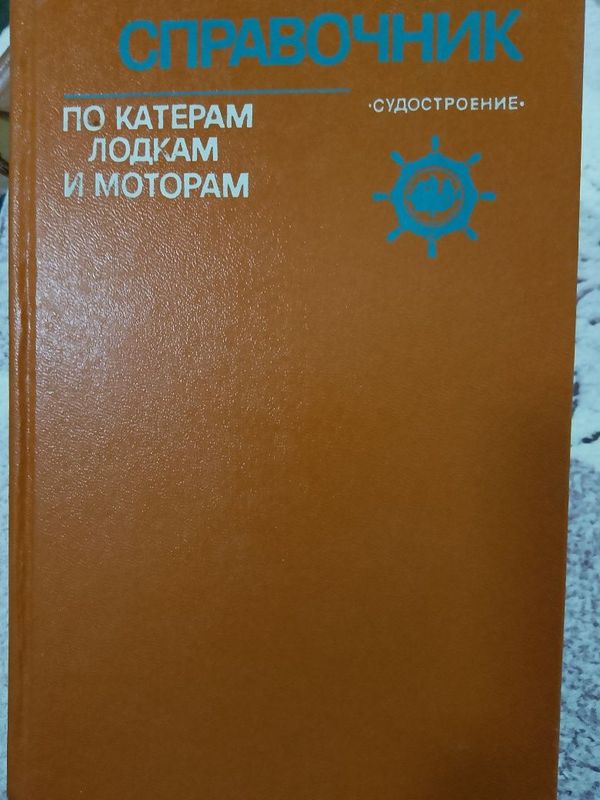 СПРАВОЧНИК
ПО КАТЕРАМ
ЛОДКАМ
И МОТОРАМ
•СУДОСТРОЕНИЕ•